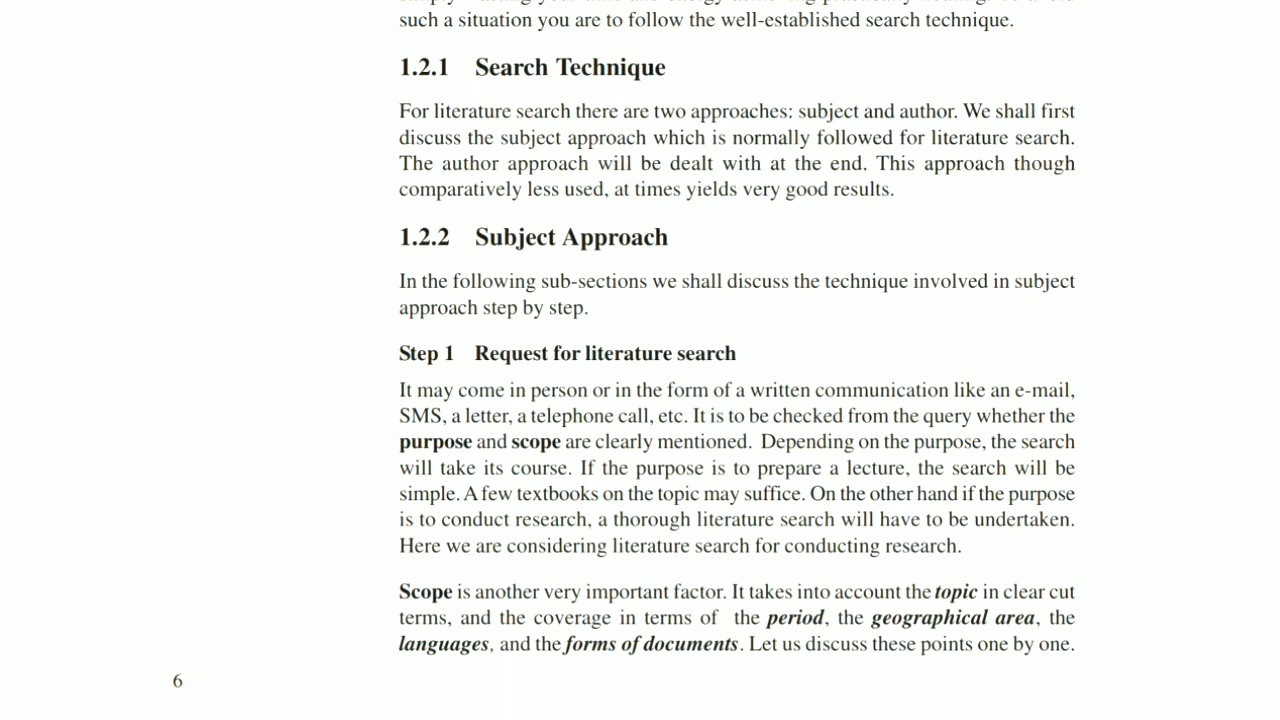 such a situation you are to follow the well-established search technique.
1.2.1 Search Technique
For literature search there are two approaches: subject and author. We shall first
discuss the subject approach which is normally followed for literature search.
The author approach will be dealt with at the end. This approach though
comparatively less used, at times yields very good results.
1.2.2 Subject Approach
In the following sub-sections we shall discuss the technique involved in subject
approach step by step.
Step 1 Request for literature search
It may come in person or in the form of a written communication like an e-mail,
SMS, a letter, a telephone call, etc. It is to be checked from the query whether the
purpose and scope are clearly mentioned. Depending on the purpose, the search
will take its course. If the purpose is to prepare a lecture, the search will be
simple. A few textbooks on the topic may suffice. On the other hand if the purpose
is to conduct research, a thorough literature search will have to be undertaken.
Here we are considering literature search for conducting research.
Scope is another very important factor. It takes into account the topic in clear cut
terms, and the coverage in terms of the period, the geographical area, the
languages, and the forms of documents. Let us discuss these points one by one.
6